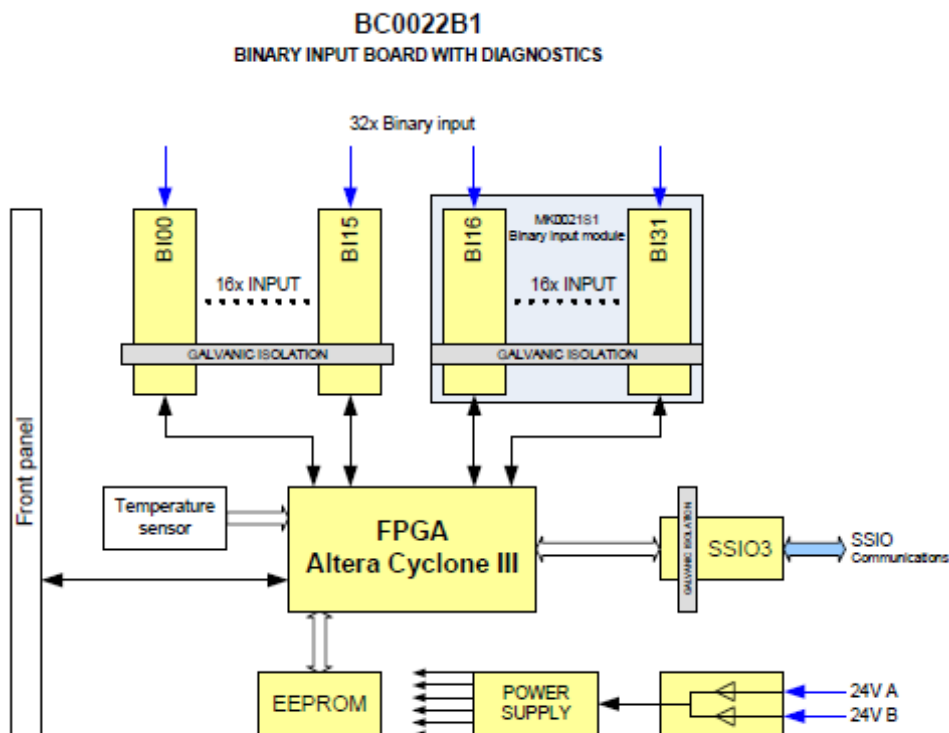 BC0022B1
BINARY INPUT BOARD WITH DIAGNOSTICS
32x Binary input
BI00
BI15
BI16
BI31
MK0021S1
Binary input module
16x INPUT
16x INPUT
GALVANIC ISOLATION
GALVANIC ISOLATION
Front panel
Temperature
sensor
FPGA
Altera Cyclone III
GALVANIC ISOLATION
SSIO3
SSIO
Communications
EEPROM
POWER
SUPPLY
24V A
24V B